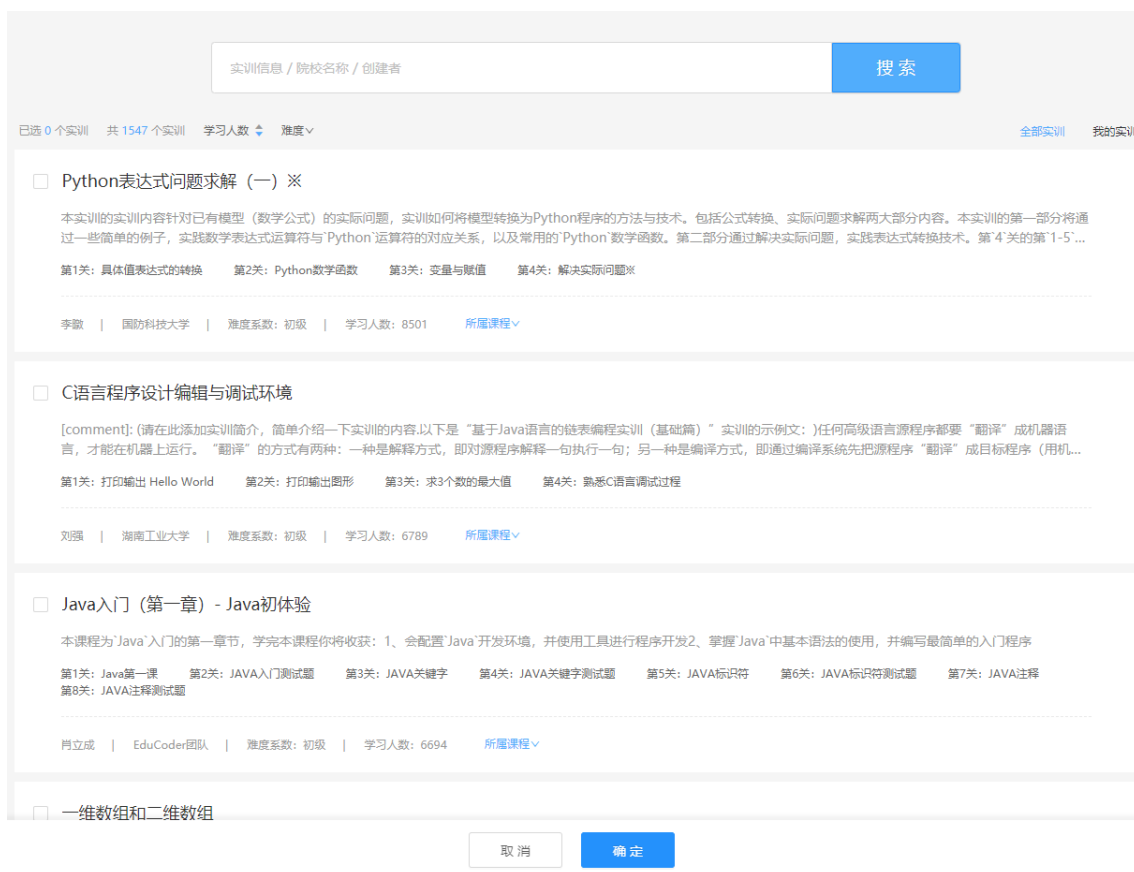 实训信息 / 院校名称 / 创建者
搜 索
已选 0 个实训 共 1547 个实训 学习人数 难度 全部实训 我的实训
Python表达式问题求解（一）※
本实训的实训内容针对已有模型（数学公式）的实际问题，实训如何将模型转换为Python程序的方法与技术。包括公式转换、实际问题求解两大部分内容。本实训的第一部分将通
过一些简单的例子，实践数学表达式运算符与`Python`运算符的对应关系，以及常用的`Python`数学函数。第二部分通过解决实际问题，实践表达式转换技术。第`4`关的第`1-5`...
第1关：具体值表达式的转换 第2关：Python数学函数 第3关：变量与赋值 第4关：解决实际问题※
李暾 | 国防科技大学 | 难度系数：初级 | 学习人数：8501 所属课程
C语言程序设计编辑与调试环境
[comment]: (请在此添加实训简介，简单介绍一下实训的内容.以下是“基于Java语言的链表编程实训（基础篇）”实训的示例文：)任何高级语言源程序都要“翻译”成机器语
言，才能在机器上运行。“翻译”的方式有两种：一种是解释方式，即对源程序解释一句执行一句；另一种是编译方式，即通过编译系统先把源程序“翻译”成目标程序（用机...
第1关：打印输出 Hello World 第2关：打印输出图形 第3关：求3个数的最大值 第4关：熟悉C语言调试过程
刘强 | 湖南工业大学 | 难度系数：初级 | 学习人数：6789 所属课程
Java入门（第一章）- Java初体验
本课程为`Java`入门的第一章节，学完本课程你将收获：1、会配置`Java`开发环境，并使用工具进行程序开发2、掌握`Java`中基本语法的使用，并编写最简单的入门程序
第1关：Java第一课 第2关：JAVA入门测试题 第3关：JAVA关键字 第4关：JAVA关键字测试题 第5关：JAVA标识符 第6关：JAVA标识符测试题 第7关：JAVA注释
第8关：JAVA注释测试题
肖立成 | EduCoder团队 | 难度系数：初级 | 学习人数：6694 所属课程
一维数组和二维数组
取 消
确 定